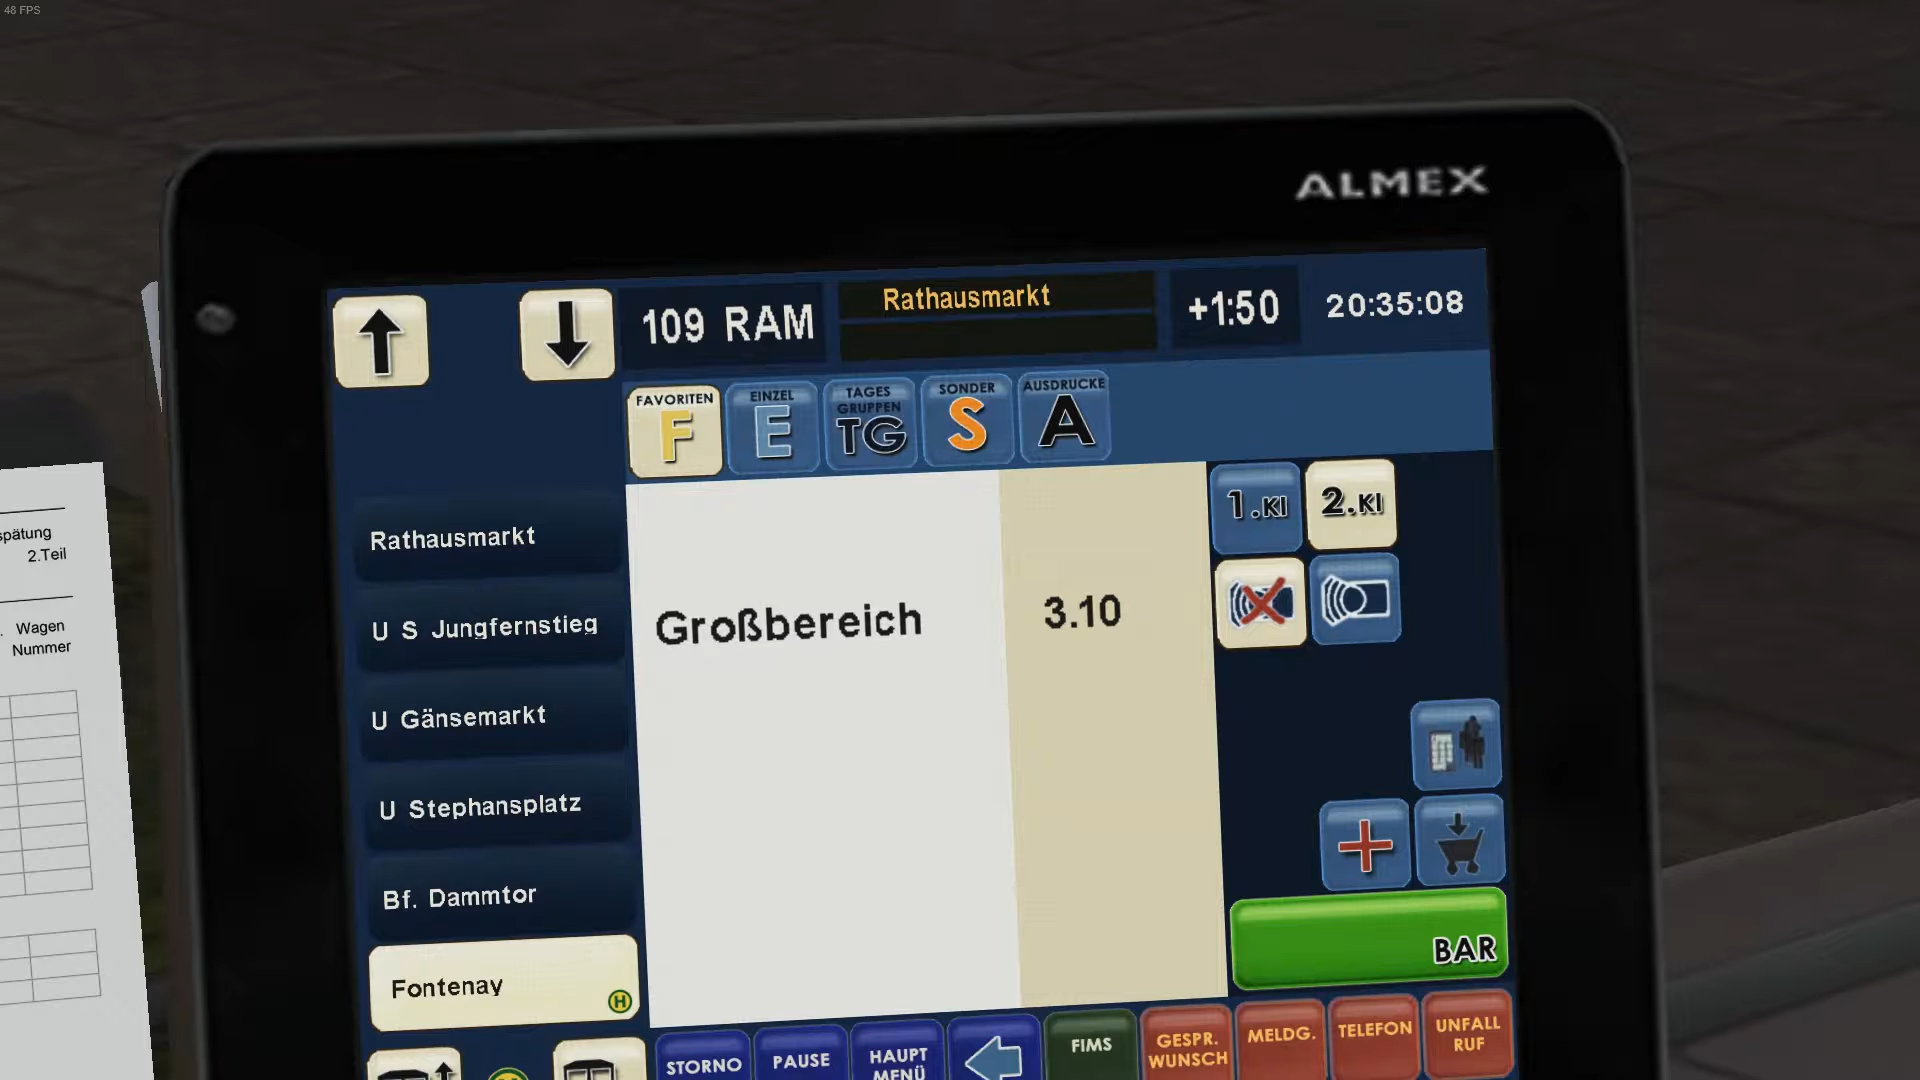 48 FPS
ALMEX
109 RAM
Rathausmarkt
+1:50
20:35:08
FAVORITEN
F
EINZEL
E
TAGES
GRUPPEN
TG
SONDER
S
AUSDRUCKE
A
Rathausmarkt
U S Jungfernstieg
U Gänsemarkt
U Stephansplatz
Bf. Dammtor
Fontenay
H
Großbereich
3.10
1.Kl
2.Kl
BAR
STORNO
PAUSE
HAUPT
MENÜ
FIMS
GESPR.
WUNSCH
MELDG.
TELEFON
UNFALL
RUF
spätung
2.Teil
. Wagen
Nummer